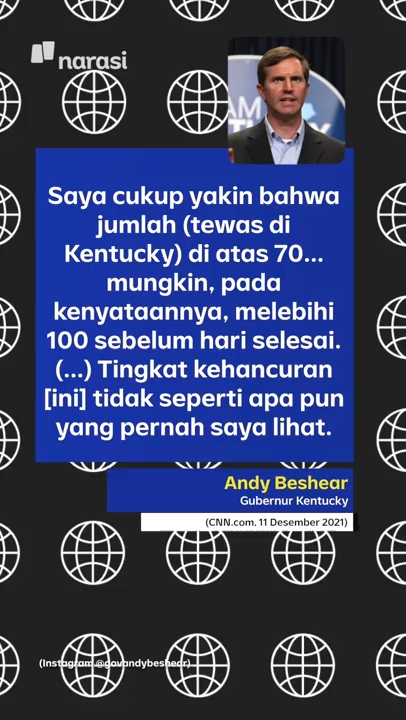 narasi
AM
Saya cukup yakin bahwa
jumlah (tewas di
Kentucky) di atas 70...
mungkin, pada
kenyataannya, melebihi
100 sebelum hari selesai.
(...) Tingkat kehancuran
[ini] tidak seperti apa pun
yang pernah saya lihat.
Andy Beshear
Gubernur Kentucky
(CNN.com, 11 Desember 2021)
(Instagram @govandybeshear)